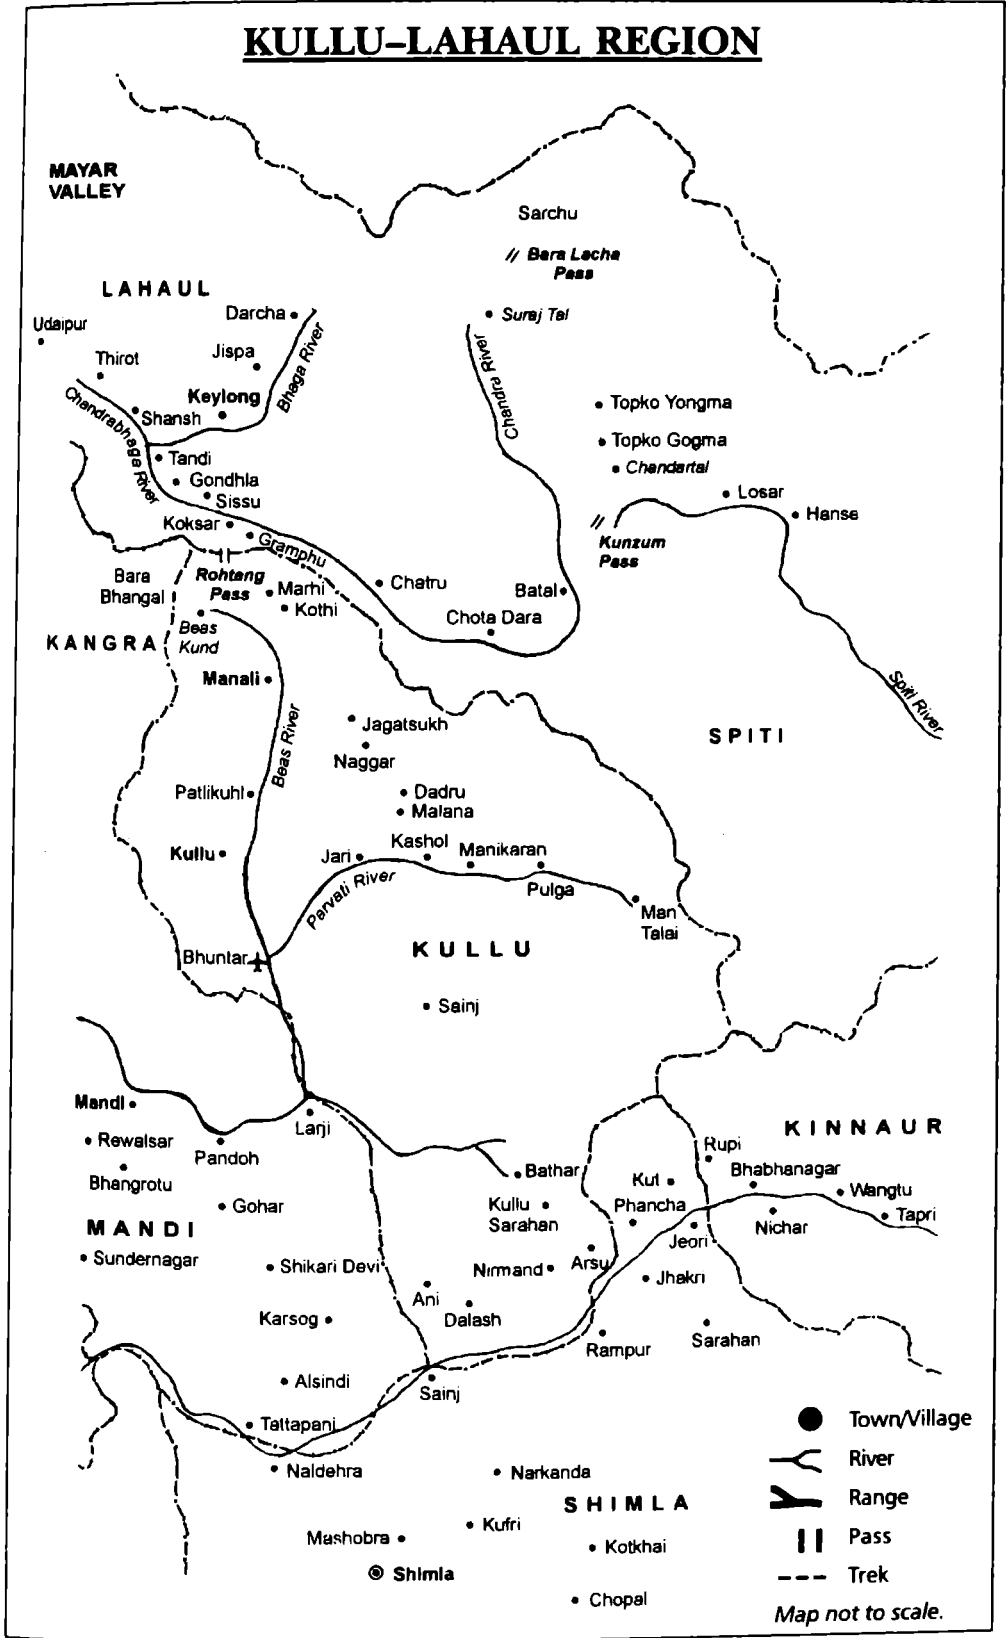 KULLU–LAHAUL REGION
MAYAR
VALLEY
Sarchu
Bara Lacha
Pass
LAHAUL
Udaipur
Darcha
Suraj Tal
Thirot
Jispa
Bhaga River
Chandra River
Keylong
Chandrabhaga River
Shansh
Topko Yongma
Topko Gogma
Chandartal
Tandi
Gondhla
Sissu
Losar
Hanse
Koksar
Gramphu
Kunzum
Pass
Bara
Bhangal
Rohtang
Pass
Marhi
Kothi
Chatru
Batal
Chota Dara
Beas
Kund
KANGRA
Manali
Spiti River
Beas River
Jagatsukh
Naggar
SPITI
Patlikuhl
Dadru
Malana
Kullu
Jari
Kashol
Manikaran
Parvati River
Pulga
Man
Talai
Bhuntar
KULLU
Sainj
Mandi
Larji
Rewalsar
Pandoh
Bhangrotu
KINNAUR
Rupi
Bathar
Kut
Bhabhanagar
Wangtu
Gohar
Kullu
Sarahan
Phancha
Nichar
Tapri
MANDI
Jeori
Sundernagar
Shikari Devi
Nirmand
Arsu
Jhakri
Ani
Dalash
Karsog
Rampur
Sarahan
Alsindi
Sainj
Tattapani
Naldehra
Narkanda
SHIMLA
Mashobra
Kufri
Kotkhai
Shimla
Chopal
Town/Village
River
Range
Pass
Trek
Map not to scale.